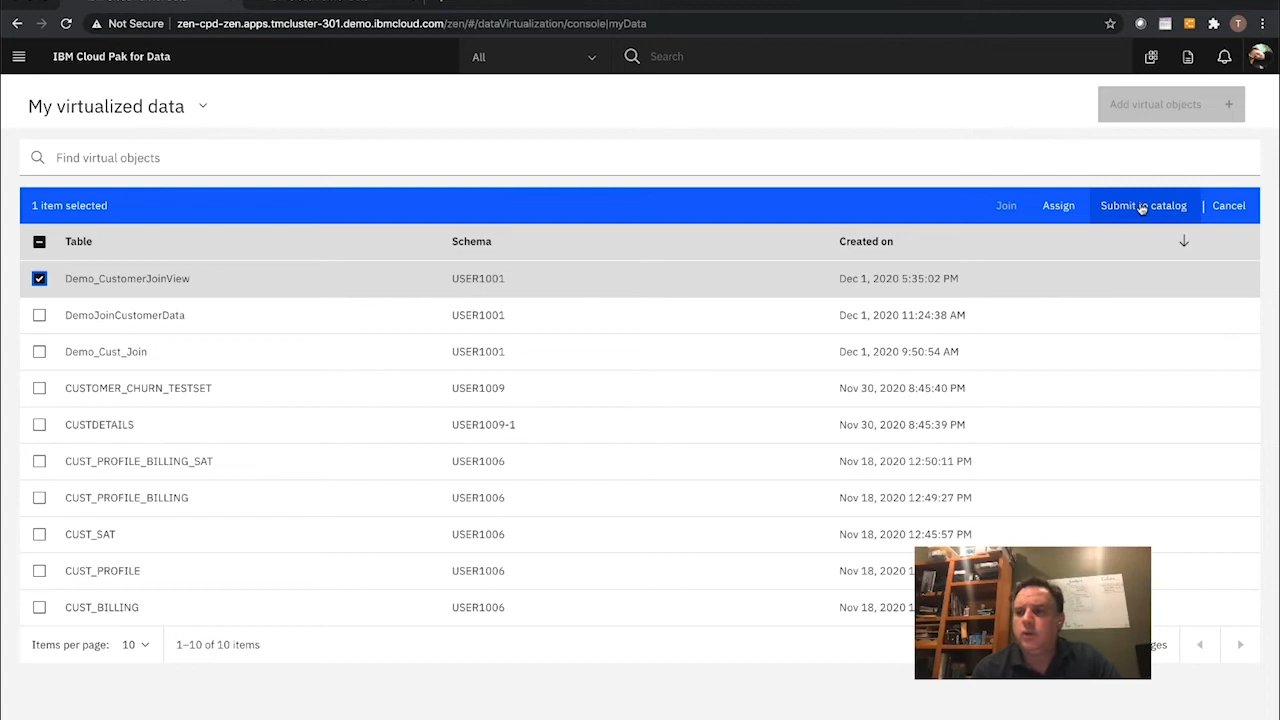 Not Secure
zen-cpd-zen.apps.tmcluster-301.demo.ibmcloud.com/zen/#/dataVirtualization/console|myData
T
IBM Cloud Pak for Data
All
Search
My virtualized data
Add virtual objects +
Find virtual objects
1 item selected
Join
Assign
Submit to catalog
Cancel
Table Schema Created on
Demo_CustomerJoinView USER1001 Dec 1, 2020 5:35:02 PM
DemoJoinCustomerData USER1001 Dec 1, 2020 11:24:38 AM
Demo_Cust_Join USER1001 Dec 1, 2020 9:50:54 AM
CUSTOMER_CHURN_TESTSET USER1009 Nov 30, 2020 8:45:40 PM
CUSTDETAILS USER1009-1 Nov 30, 2020 8:45:39 PM
CUST_PROFILE_BILLING_SAT USER1006 Nov 18, 2020 12:50:11 PM
CUST_PROFILE_BILLING USER1006 Nov 18, 2020 12:49:27 PM
CUST_SAT USER1006 Nov 18, 2020 12:45:57 PM
CUST_PROFILE USER1006 Nov 18, 2020
CUST_BILLING USER1006 Nov 18, 2020
Items per page: 10
1–10 of 10 items